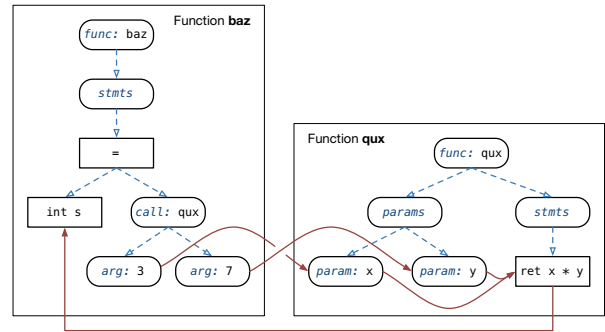 Function baz
func: baz
stmts
=
int s
call: qux
arg: 3
arg: 7
Function qux
func: qux
params
stmts
param: x
param: y
ret x * y